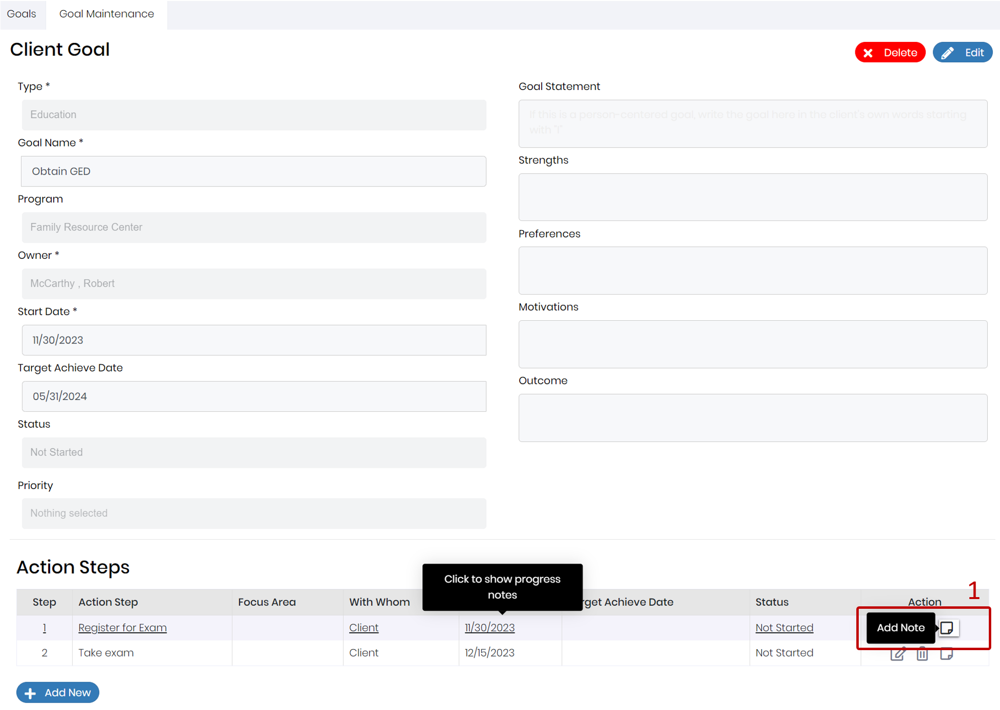 Goals Goal Maintenance
Client Goal
Delete Edit
Type *
Education
Goal Name *
Obtain GED
Program
Family Resource Center
Owner *
McCarthy , Robert
Start Date *
11/30/2023
Target Achieve Date
05/31/2024
Status
Not Started
Priority
Nothing selected
Goal Statement
If this is a person-centered goal, write the goal here in the client's own words starting
with "I"
Strengths
Preferences
Motivations
Outcome
Action Steps
Click to show progress
notes
1
Step Action Step Focus Area With Whom rget Achieve Date Status Action
1 Register for Exam Client 11/30/2023 Not Started Add Note
2 Take exam Client 12/15/2023 Not Started
Add New